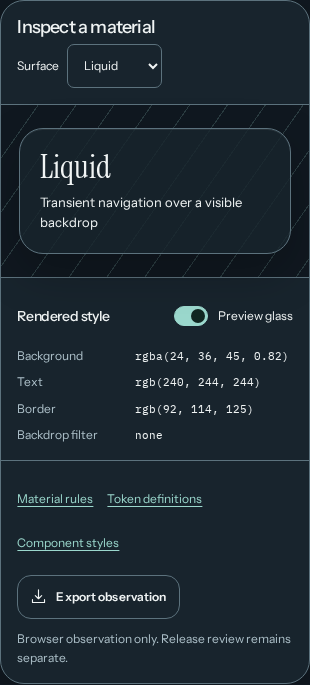 Inspect a material
Surface Liquid
Liquid
Transient navigation over a visible
backdrop
Rendered style Preview glass
Background rgba(24, 36, 45, 0.82)
Text rgb(240, 244, 244)
Border rgb(92, 114, 125)
Backdrop filter none
Material rules Token definitions
Component styles
Export observation
Browser observation only. Release review remains
separate.